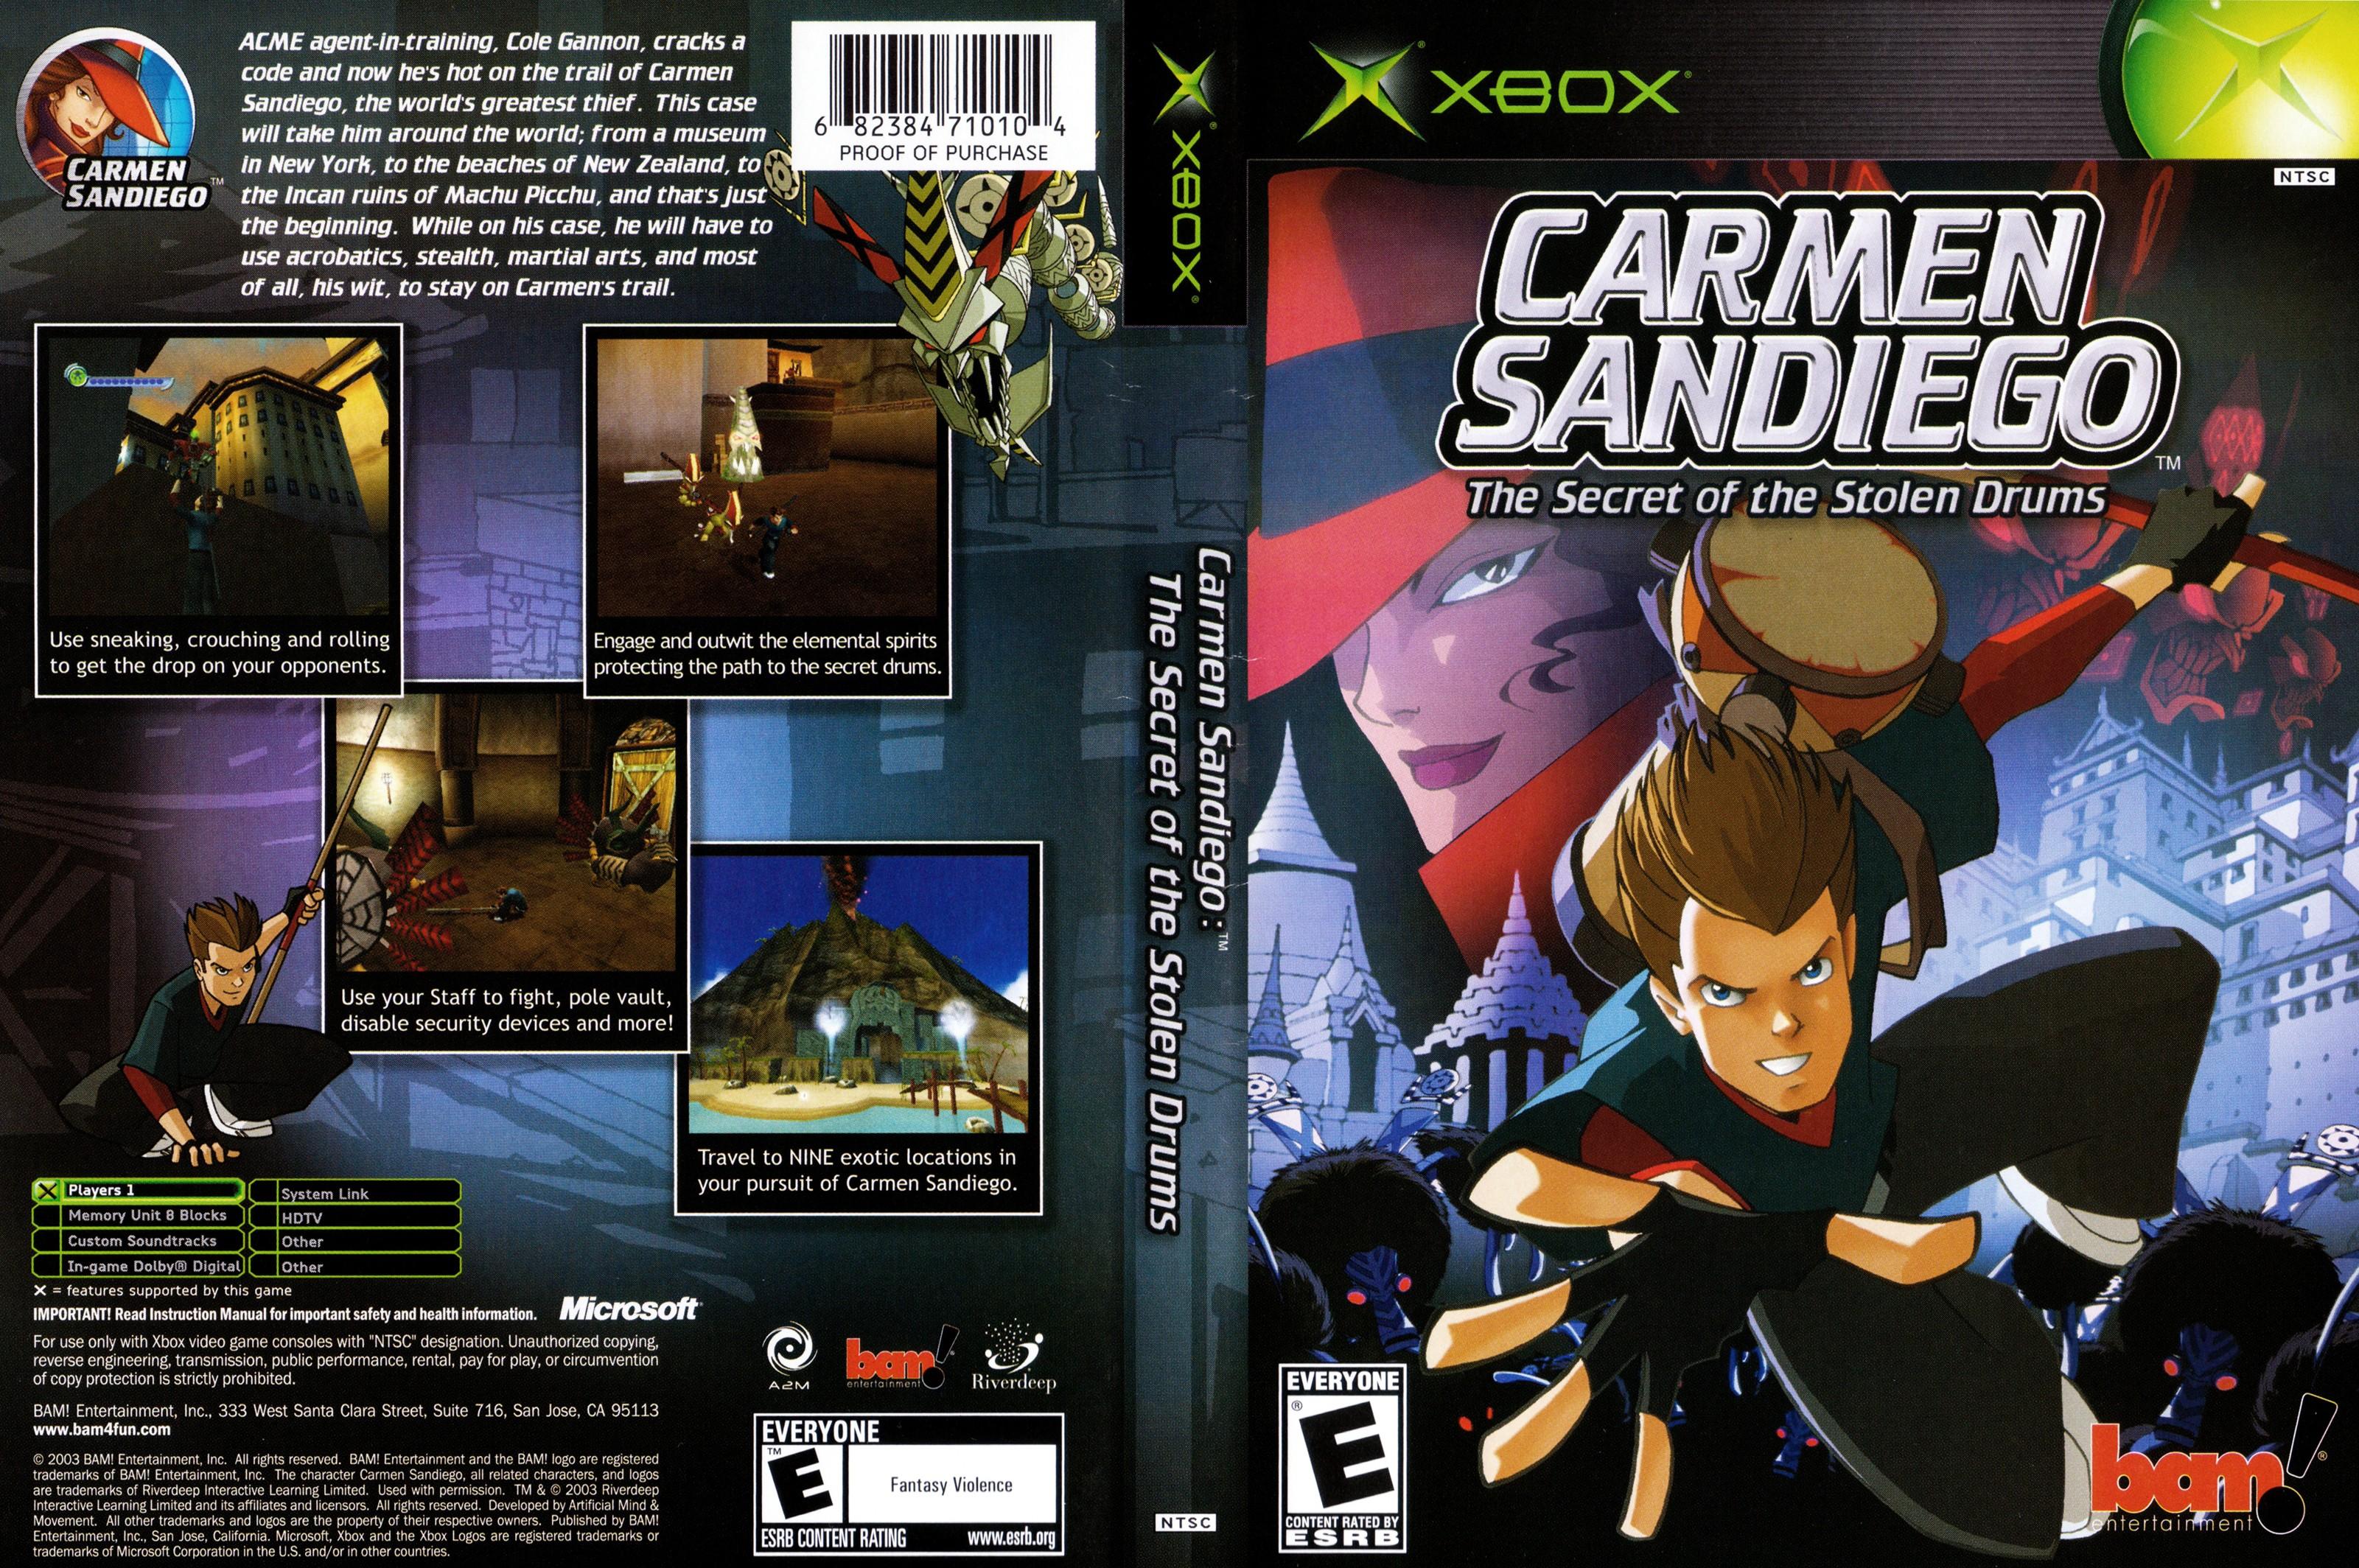 CARMEN
SANDIEGO™
ACME agent-in-training, Cole Gannon, cracks a
code and now he's hot on the trail of Carmen
Sandiego, the world's greatest thief. This case
will take him around the world; from a museum
in New York, to the beaches of New Zealand, to
the Incan ruins of Machu Picchu, and that's just
the beginning. While on his case, he will have to
use acrobatics, stealth, martial arts, and most
of all, his wit, to stay on Carmen's trail.
6 82384 71010 4
PROOF OF PURCHASE
Use sneaking, crouching and rolling
to get the drop on your opponents.
Engage and outwit the elemental spirits
protecting the path to the secret drums.
Use your Staff to fight, pole vault,
disable security devices and more!
Travel to NINE exotic locations in
your pursuit of Carmen Sandiego.
Players 1
Memory Unit 8 Blocks
Custom Soundtracks
In-game Dolby® Digital
System Link
HDTV
Other
Other
X = features supported by this game
IMPORTANT! Read Instruction Manual for important safety and health information.
Microsoft®
For use only with Xbox video game consoles with "NTSC" designation. Unauthorized copying,
reverse engineering, transmission, public performance, rental, pay for play, or circumvention
of copy protection is strictly prohibited.
BAM! Entertainment, Inc., 333 West Santa Clara Street, Suite 716, San Jose, CA 95113
www.bam4fun.com
© 2003 BAM! Entertainment, Inc. All rights reserved. BAM! Entertainment and the BAM! logo are registered
trademarks of BAM! Entertainment, Inc. The character Carmen Sandiego, all related characters, and logos
are trademarks of Riverdeep Interactive Learning Limited. Used with permission. TM & © 2003 Riverdeep
Interactive Learning Limited and its affiliates and licensors. All rights reserved. Developed by Artificial Mind &
Movement. All other trademarks and logos are the property of their respective owners. Published by BAM!
Entertainment, Inc., San Jose, California. Microsoft, Xbox and the Xbox Logos are registered trademarks or
trademarks of Microsoft Corporation in the U.S. and/or in other countries.
A2M
bam!®
entertainment
Riverdeep
EVERYONE
™
E
Fantasy Violence
ESRB CONTENT RATING www.esrb.org
XBOX®
Carmen Sandiego:™
The Secret of the Stolen Drums
NTSC
XBOX®
NTSC
CARMEN
SANDIEGO™
The Secret of the Stolen Drums
EVERYONE
®
E
CONTENT RATED BY
ESRB
bam!®
entertainment